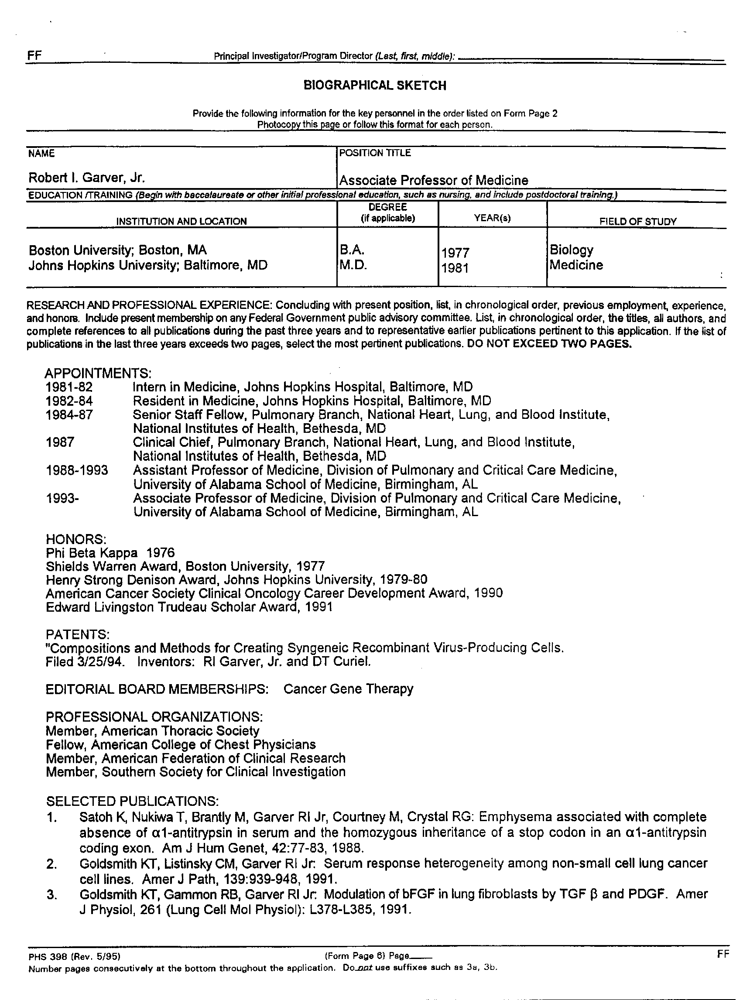 FF
Principal Investigator/Program Director (Last, first, middle):
BIOGRAPHICAL SKETCH
Provide the following information for the key personnel in the order listed on Form Page 2
Photocopy this page or follow this format for each person.
NAME
POSITION TITLE
Robert I. Garver, Jr.
Associate Professor of Medicine
EDUCATION /TRAINING (Begin with baccalaureate or other initial professional education, such as nursing, and include postdoctoral training.)
INSTITUTION AND LOCATION
DEGREE
(if applicable)
YEAR(s)
FIELD OF STUDY
Boston University; Boston, MA B.A. 1977 Biology
Johns Hopkins University; Baltimore, MD M.D. 1981 Medicine
RESEARCH AND PROFESSIONAL EXPERIENCE: Concluding with present position, list, in chronological order, previous employment, experience,
and honors. Include present membership on any Federal Government public advisory committee. List, in chronological order, the titles, all authors, and
complete references to all publications during the past three years and to representative earlier publications pertinent to this application. If the list of
publications in the last three years exceeds two pages, select the most pertinent publications. DO NOT EXCEED TWO PAGES.
APPOINTMENTS:
1981-82 Intern in Medicine, Johns Hopkins Hospital, Baltimore, MD
1982-84 Resident in Medicine, Johns Hopkins Hospital, Baltimore, MD
1984-87 Senior Staff Fellow, Pulmonary Branch, National Heart, Lung, and Blood Institute,
National Institutes of Health, Bethesda, MD
1987 Clinical Chief, Pulmonary Branch, National Heart, Lung, and Blood Institute,
National Institutes of Health, Bethesda, MD
1988-1993 Assistant Professor of Medicine, Division of Pulmonary and Critical Care Medicine,
University of Alabama School of Medicine, Birmingham, AL
1993- Associate Professor of Medicine, Division of Pulmonary and Critical Care Medicine,
University of Alabama School of Medicine, Birmingham, AL
HONORS:
Phi Beta Kappa 1976
Shields Warren Award, Boston University, 1977
Henry Strong Denison Award, Johns Hopkins University, 1979-80
American Cancer Society Clinical Oncology Career Development Award, 1990
Edward Livingston Trudeau Scholar Award, 1991
PATENTS:
"Compositions and Methods for Creating Syngeneic Recombinant Virus-Producing Cells.
Filed 3/25/94. Inventors: RI Garver, Jr. and DT Curiel.
EDITORIAL BOARD MEMBERSHIPS: Cancer Gene Therapy
PROFESSIONAL ORGANIZATIONS:
Member, American Thoracic Society
Fellow, American College of Chest Physicians
Member, American Federation of Clinical Research
Member, Southern Society for Clinical Investigation
SELECTED PUBLICATIONS:
1. Satoh K, Nukiwa T, Brantly M, Garver RI Jr, Courtney M, Crystal RG: Emphysema associated with complete
absence of α1-antitrypsin in serum and the homozygous inheritance of a stop codon in an α1-antitrypsin
coding exon. Am J Hum Genet, 42:77-83, 1988.
2. Goldsmith KT, Listinsky CM, Garver RI Jr: Serum response heterogeneity among non-small cell lung cancer
cell lines. Amer J Path, 139:939-948, 1991.
3. Goldsmith KT, Gammon RB, Garver RI Jr: Modulation of bFGF in lung fibroblasts by TGF β and PDGF. Amer
J Physiol, 261 (Lung Cell Mol Physiol): L378-L385, 1991.
PHS 398 (Rev. 5/95) (Form Page 6) Page FF
Number pages consecutively at the bottom throughout the application. Do not use suffixes such as 3a, 3b.